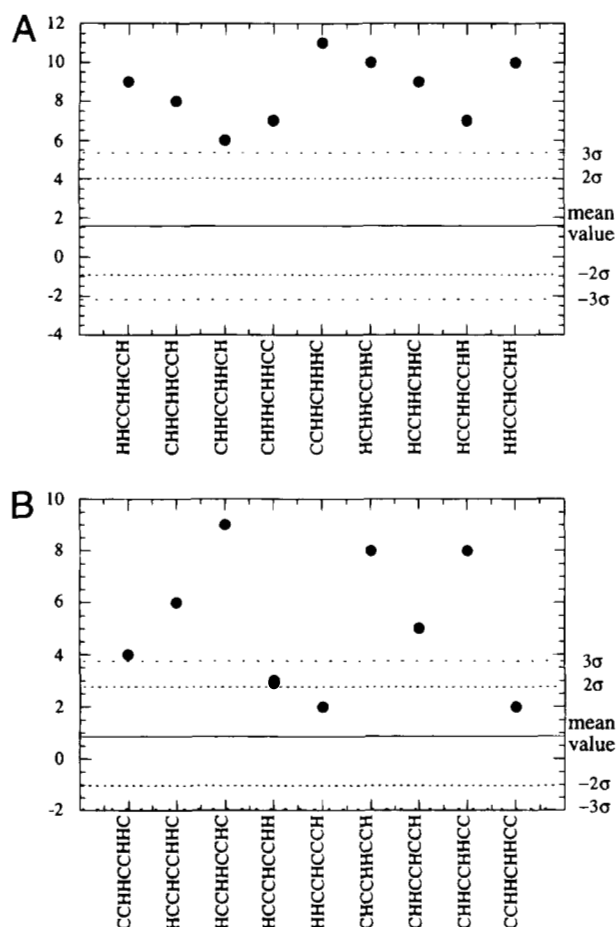 A
12
10
8
6
4
2
0
-2
-4
3σ
2σ
mean
value
-2σ
-3σ
HHCCHHCCH
CHHCHHCCH
CHHCCHHCH
CHHHCHHCC
CCHHCHHHC
HCHHCCHHC
HCCHHCHHC
HCCHHCCHH
HHCCHCCHH
B
10
8
6
4
2
0
-2
3σ
2σ
mean
value
-2σ
-3σ
CCHHCCHHC
HCCHCCHHC
HCCHHCCHC
HCCCHCCHH
HHCCHCCCH
CHCCHHCCH
CHHCCHCCH
CHHCCHHCC
CCHHCHHCC